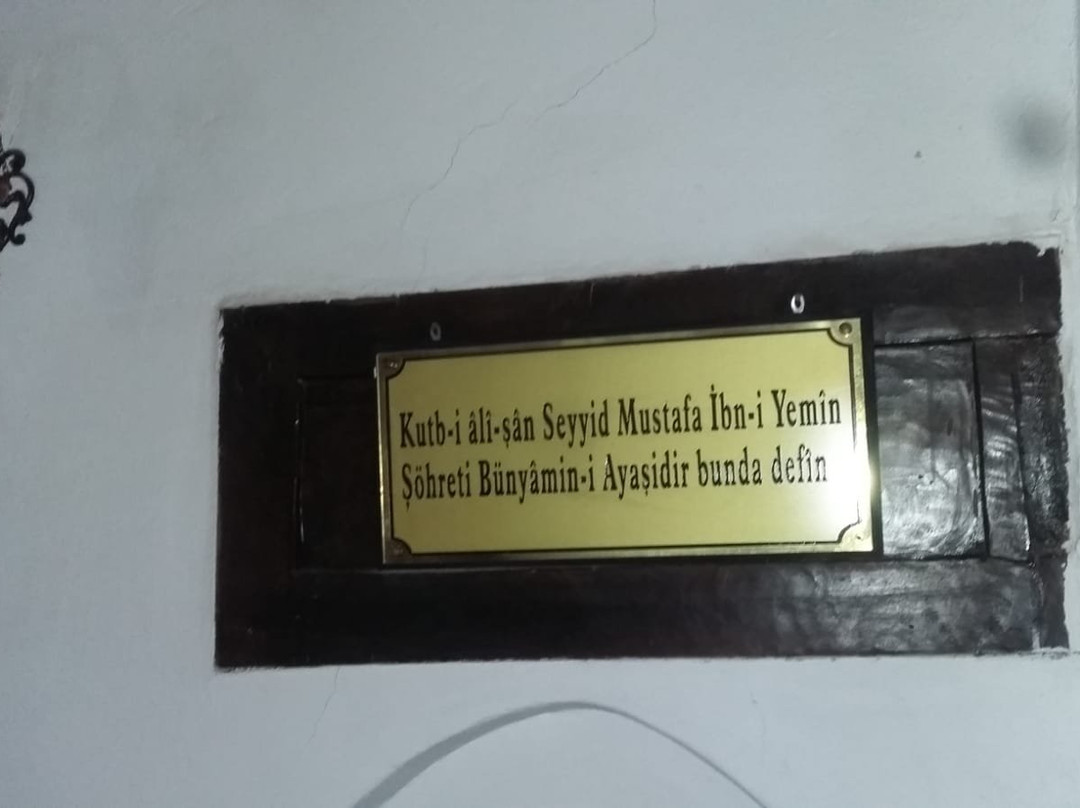 Kutb-i âlî-şân Seyyid Mustafa İbn-i Yemîn
Şöhreti Bünyâmin-i Ayaşidir bunda defîn